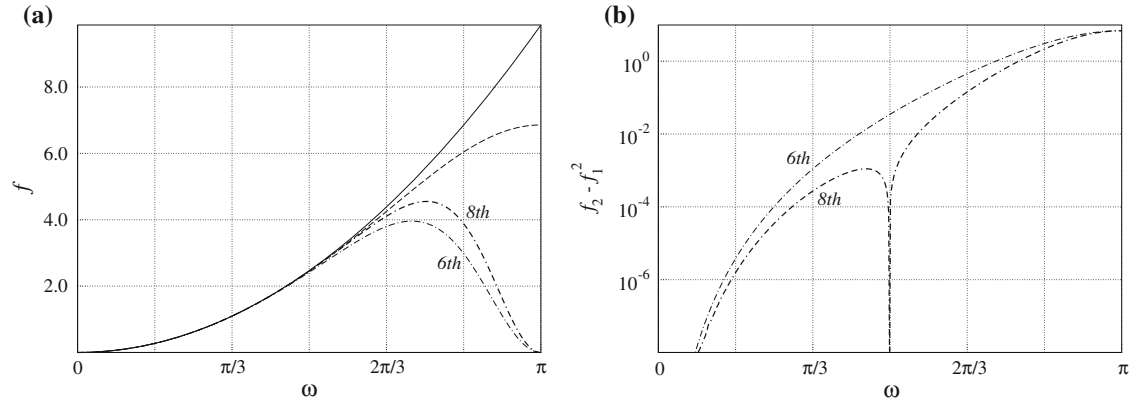 (a)
8.0
6.0
4.0
2.0
f
8th
6th
0
π/3
2π/3
π
ω
(b)
10^0
10^-2
10^-4
10^-6
f_2 - f_1^2
6th
8th
0
π/3
2π/3
π
ω